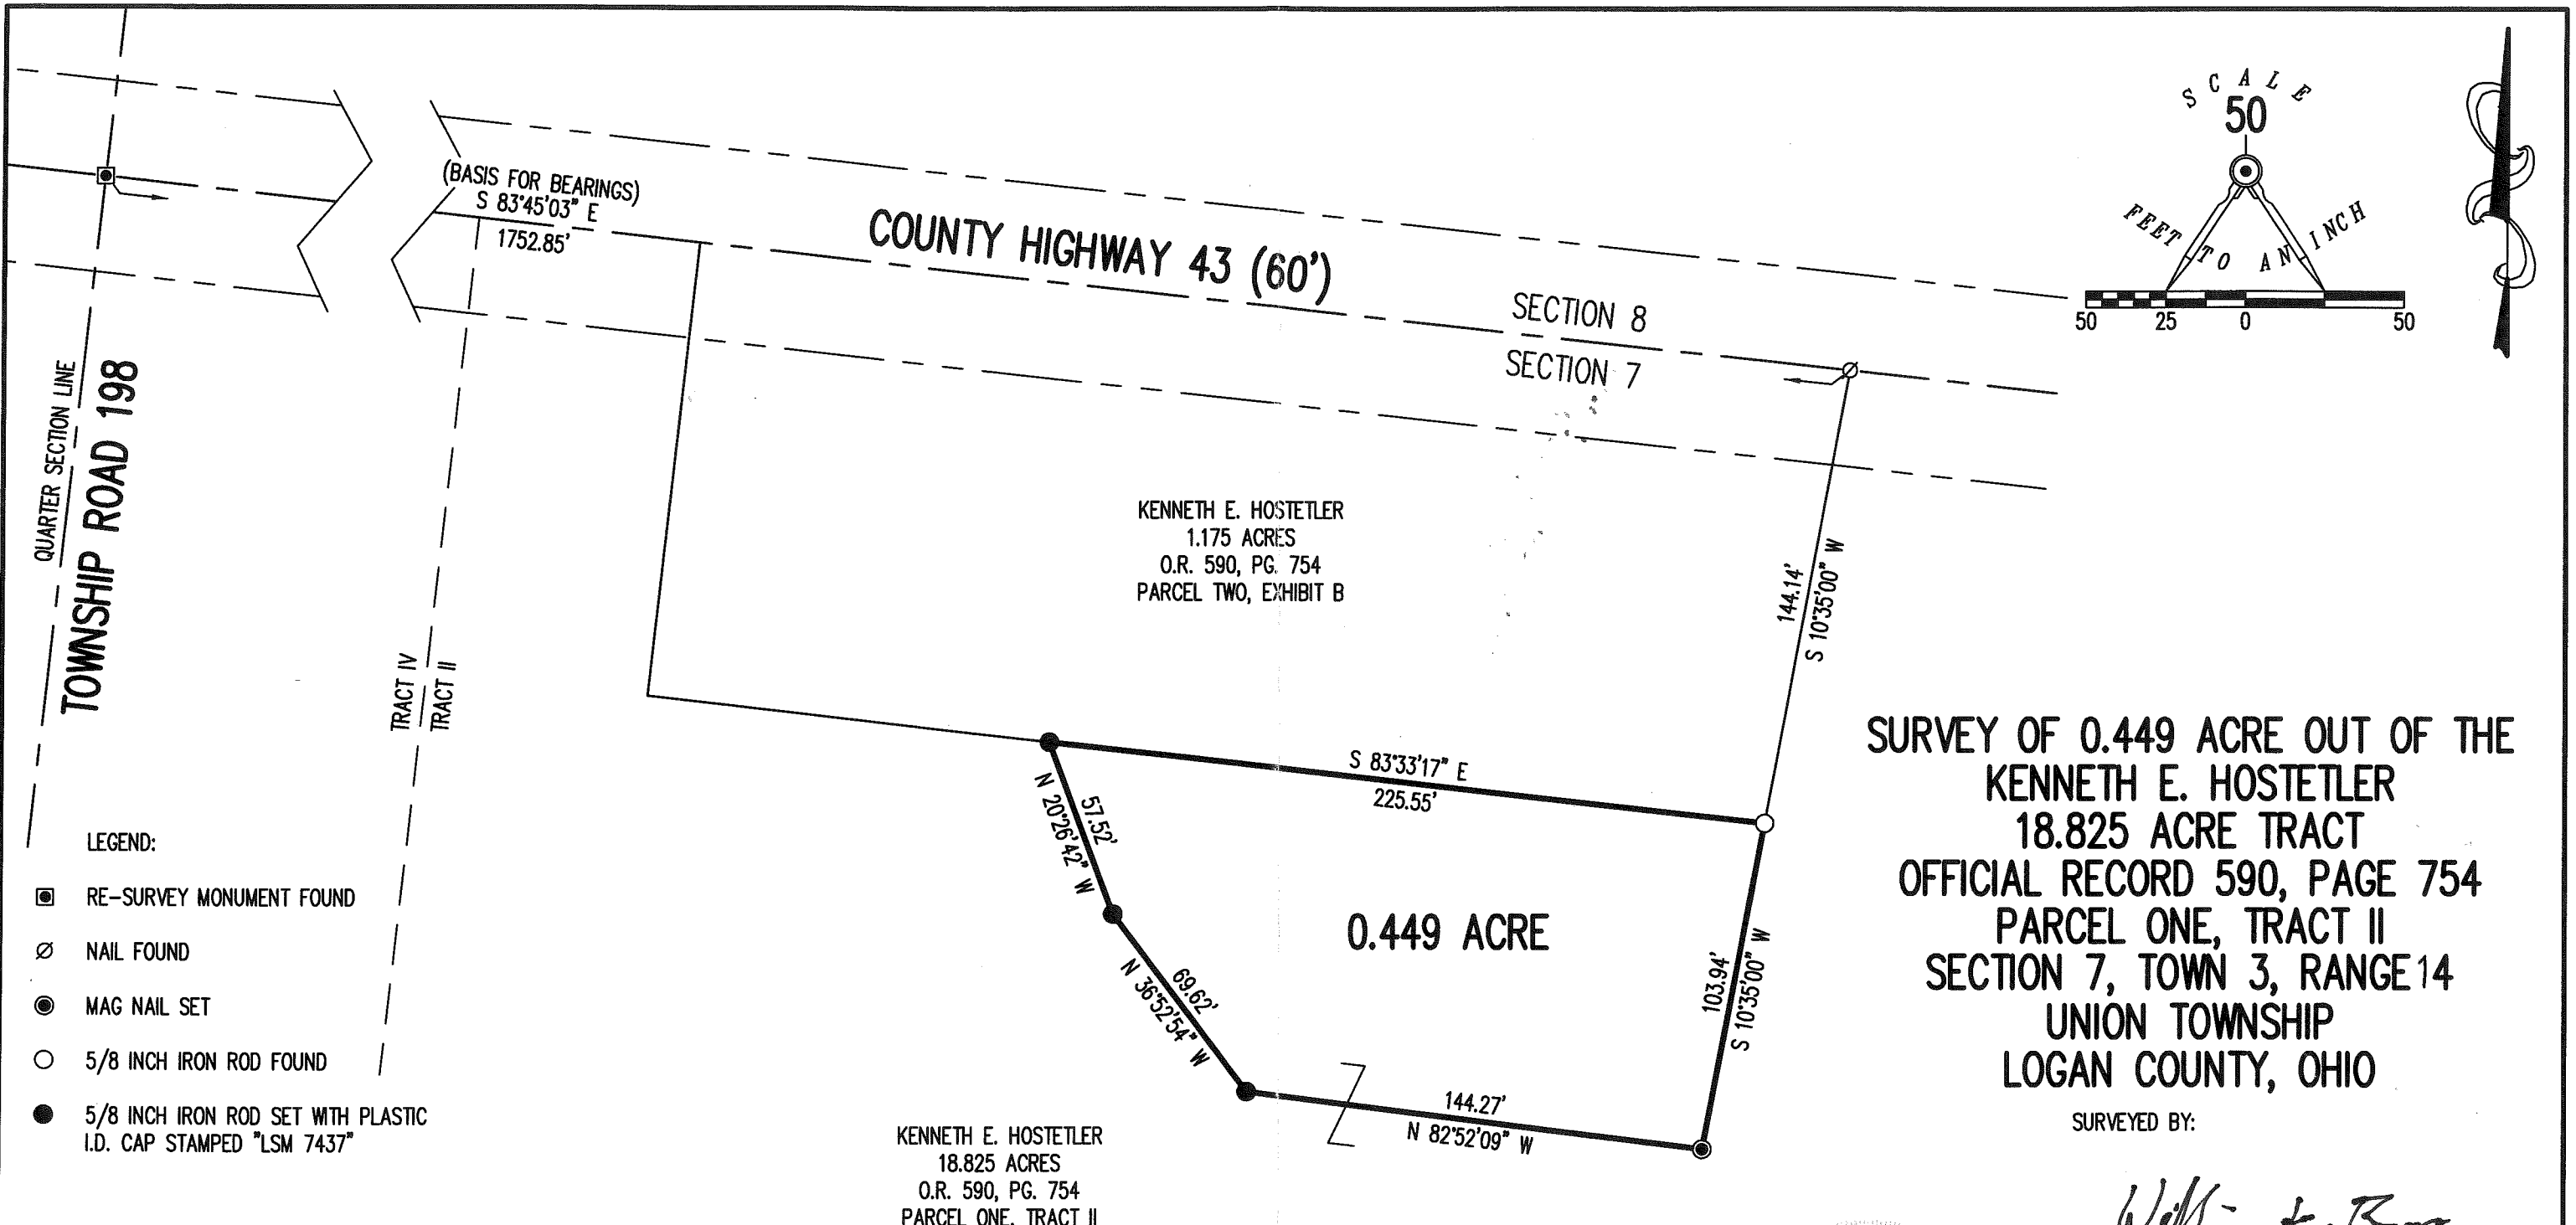 (BASIS FOR BEARINGS)
S 83°45'03" E
1752.85'
COUNTY HIGHWAY 43 (60')
SECTION 8
SECTION 7
SCALE
50
FEET TO AN INCH
50 25 0 50
QUARTER SECTION LINE
TOWNSHIP ROAD 198
TRACT IV
TRACT II
KENNETH E. HOSTETLER
1.175 ACRES
O.R. 590, PG. 754
PARCEL TWO, EXHIBIT B
144.14'
S 10°35'00" W
S 83°33'17" E
225.55'
57.52'
N 20°26'42" W
69.62'
N 36°52'54" W
0.449 ACRE
103.94'
S 10°35'00" W
144.27'
N 82°52'09" W
LEGEND:
RE-SURVEY MONUMENT FOUND
NAIL FOUND
MAG NAIL SET
5/8 INCH IRON ROD FOUND
5/8 INCH IRON ROD SET WITH PLASTIC
I.D. CAP STAMPED "LSM 7437"
KENNETH E. HOSTETLER
18.825 ACRES
O.R. 590, PG. 754
PARCEL ONE, TRACT II
SURVEY OF 0.449 ACRE OUT OF THE
KENNETH E. HOSTETLER
18.825 ACRE TRACT
OFFICIAL RECORD 590, PAGE 754
PARCEL ONE, TRACT II
SECTION 7, TOWN 3, RANGE 14
UNION TOWNSHIP
LOGAN COUNTY, OHIO
SURVEYED BY: